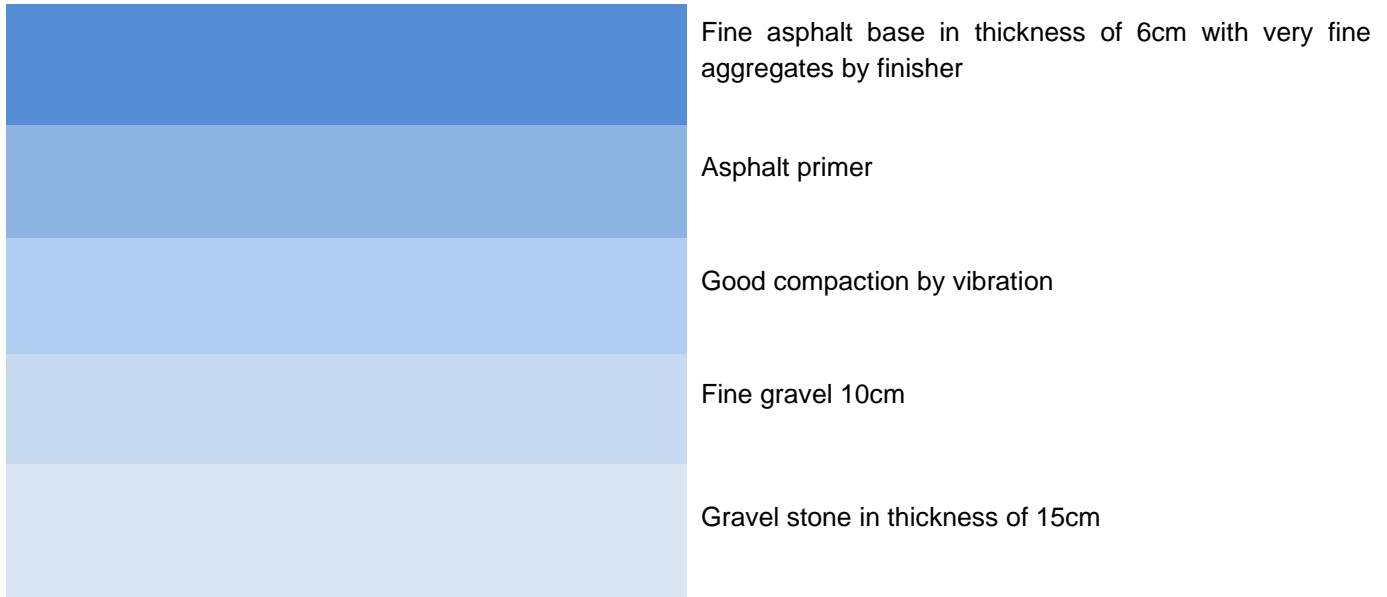 Fine asphalt base in thickness of 6cm with very fine
aggregates by finisher
Asphalt primer
Good compaction by vibration
Fine gravel 10cm
Gravel stone in thickness of 15cm